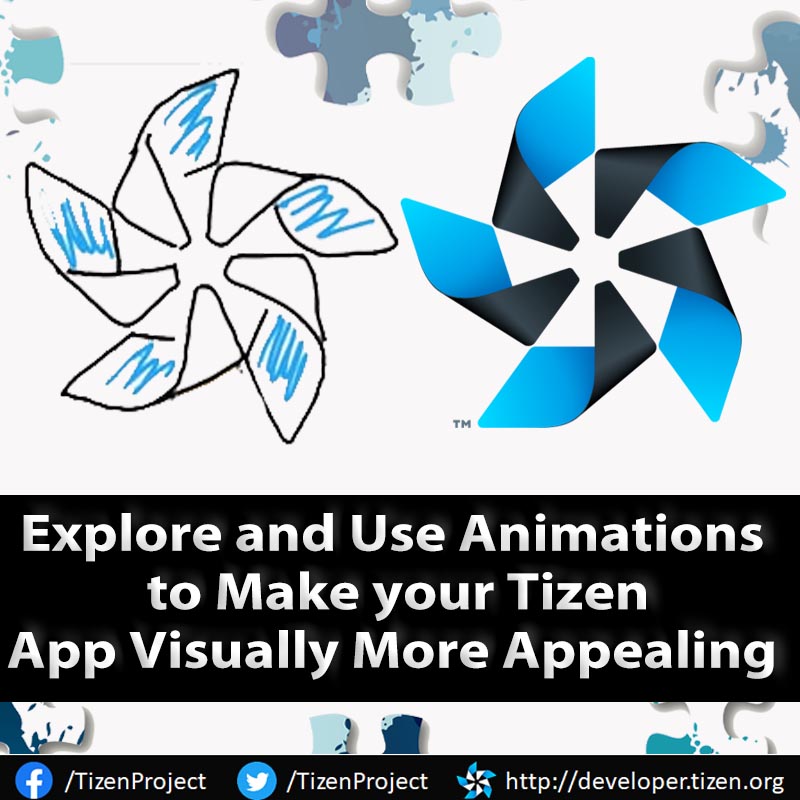 TM
Explore and Use Animations
to Make your Tizen
App Visually More Appealing
/TizenProject /TizenProject http://developer.tizen.org